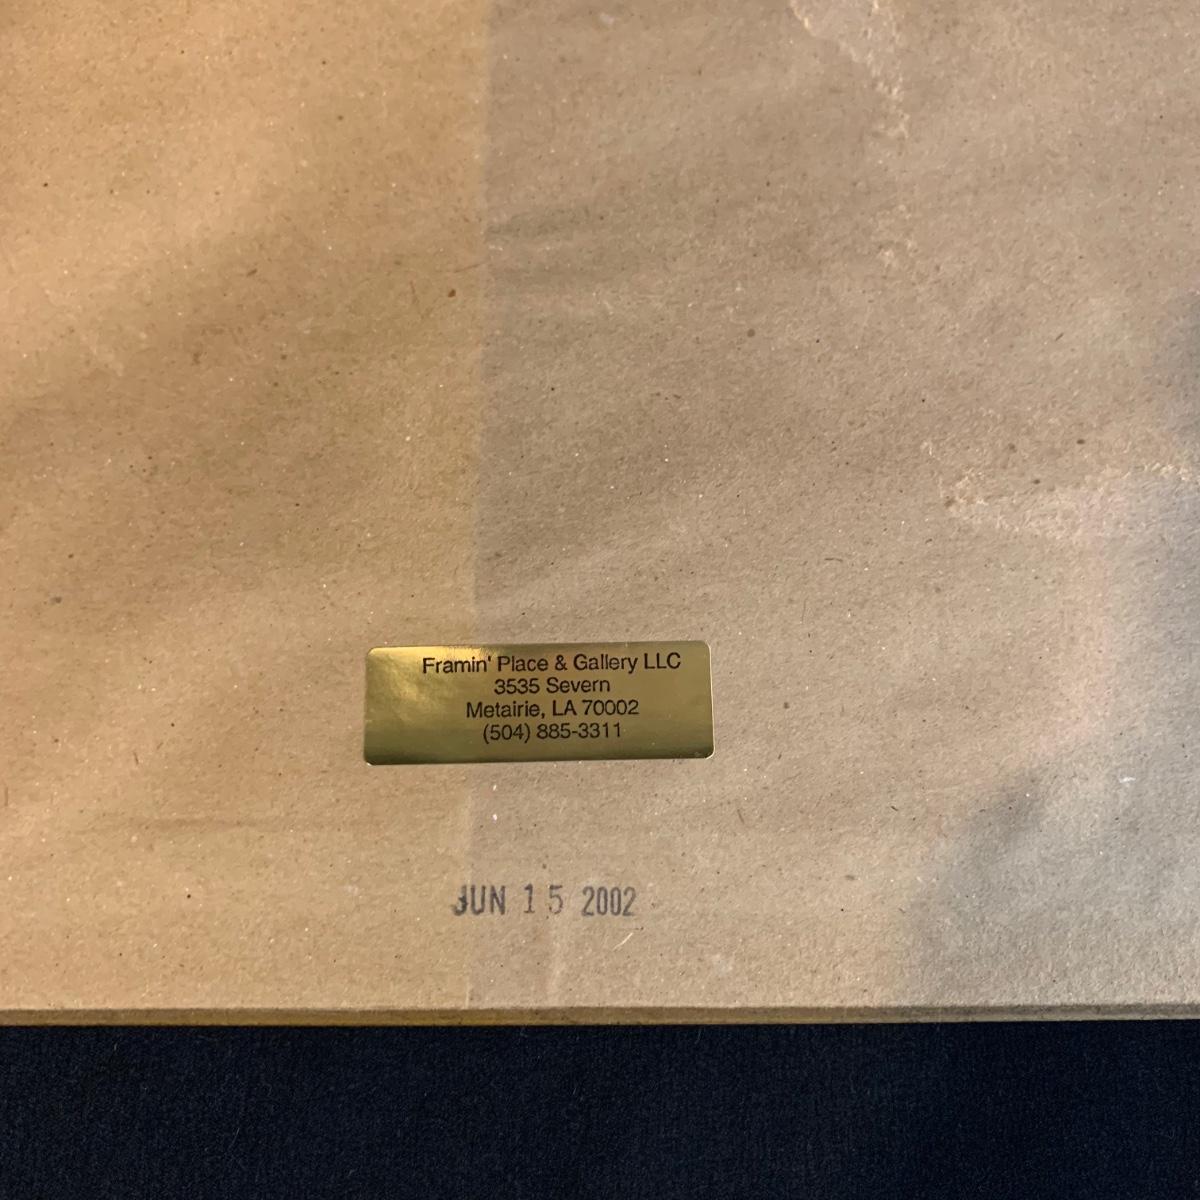 Framin' Place & Gallery LLC
3535 Severn
Metairie, LA 70002
(504) 885-3311
JUN 15 2002